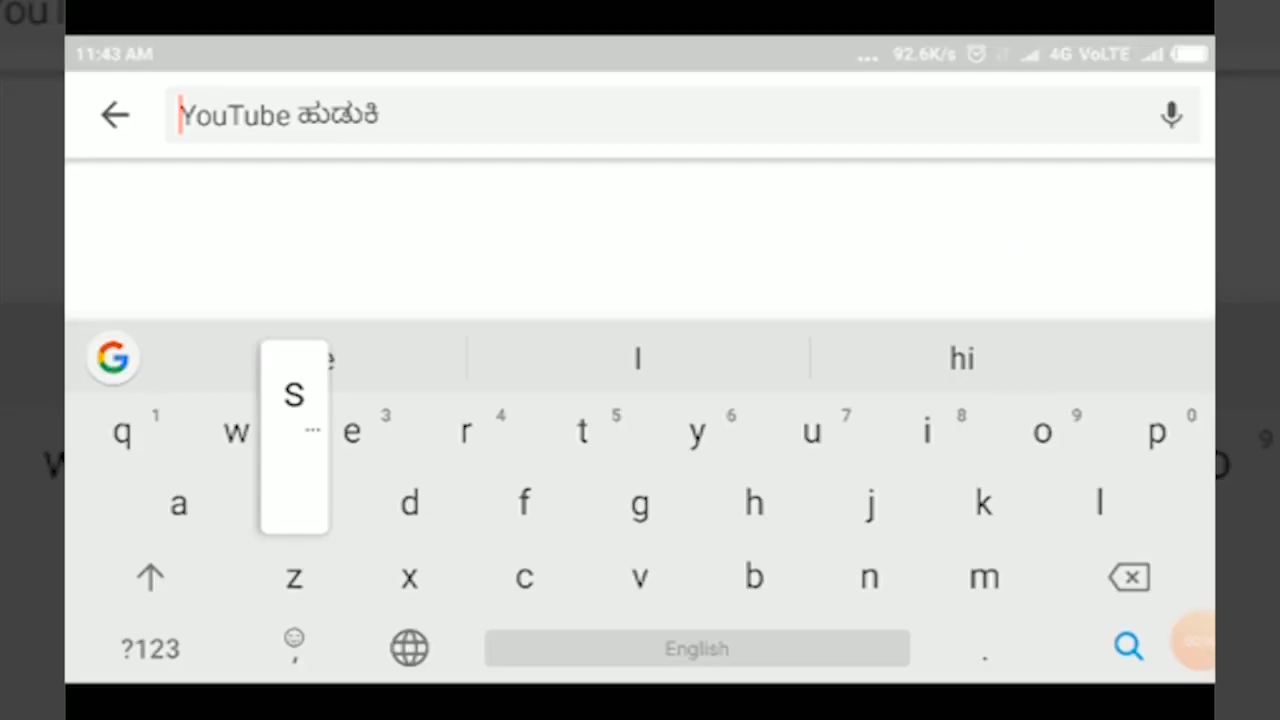 11:43 AM ... 92.6K/s 4G VoLTE
YouTube ಹುಡುಕಿ
I hi
q 1 w e 3 r 4 t 5 y 6 u 7 i 8 o 9 p 0
S
a d f g h j k l
z x c v b n m
?123 , English .